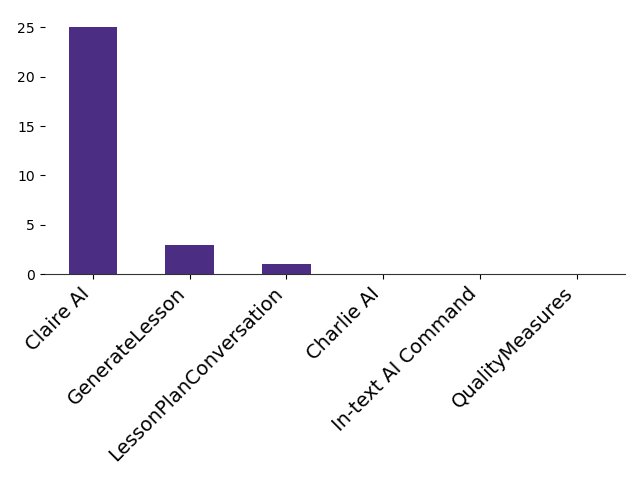 25
20
15
10
5
0
Claire AI
GenerateLesson
LessonPlanConversation
Charlie AI
In-text AI Command
QualityMeasures